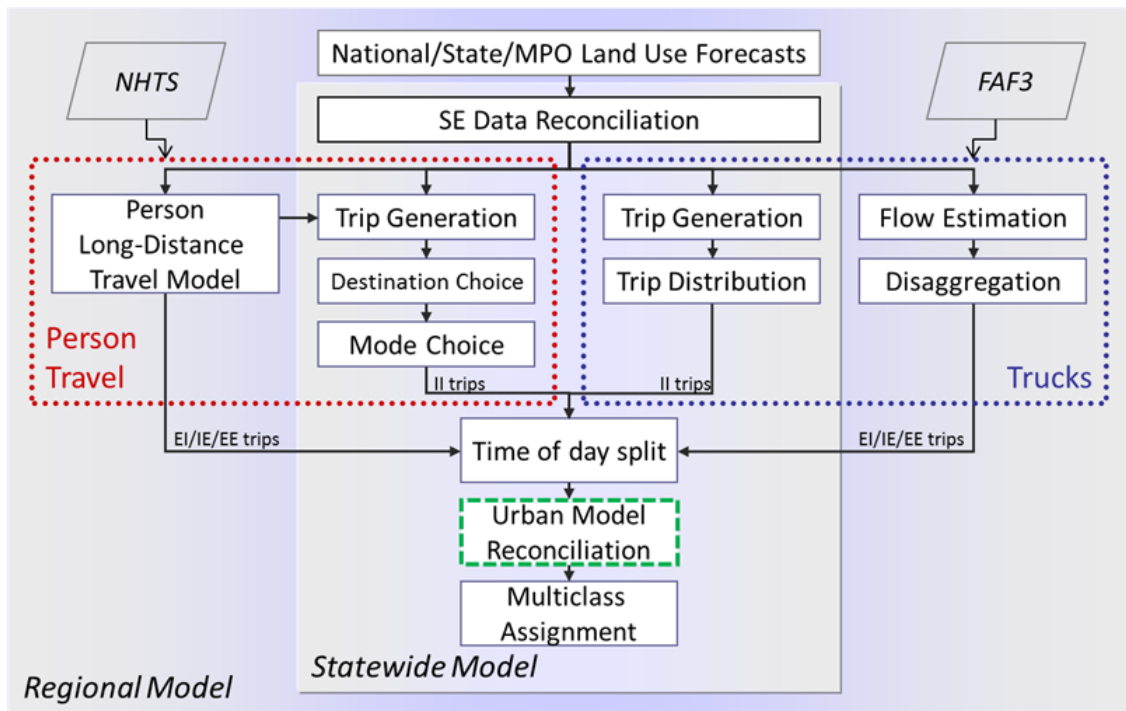 National/State/MPO Land Use Forecasts
NHTS
FAF3
SE Data Reconciliation
Person
Long-Distance
Travel Model
Trip Generation
Destination Choice
Mode Choice
Trip Generation
Trip Distribution
Flow Estimation
Disaggregation
Person
Travel
Trucks
II trips
II trips
EI/IE/EE trips
EI/IE/EE trips
Time of day split
Urban Model
Reconciliation
Multiclass
Assignment
Statewide Model
Regional Model